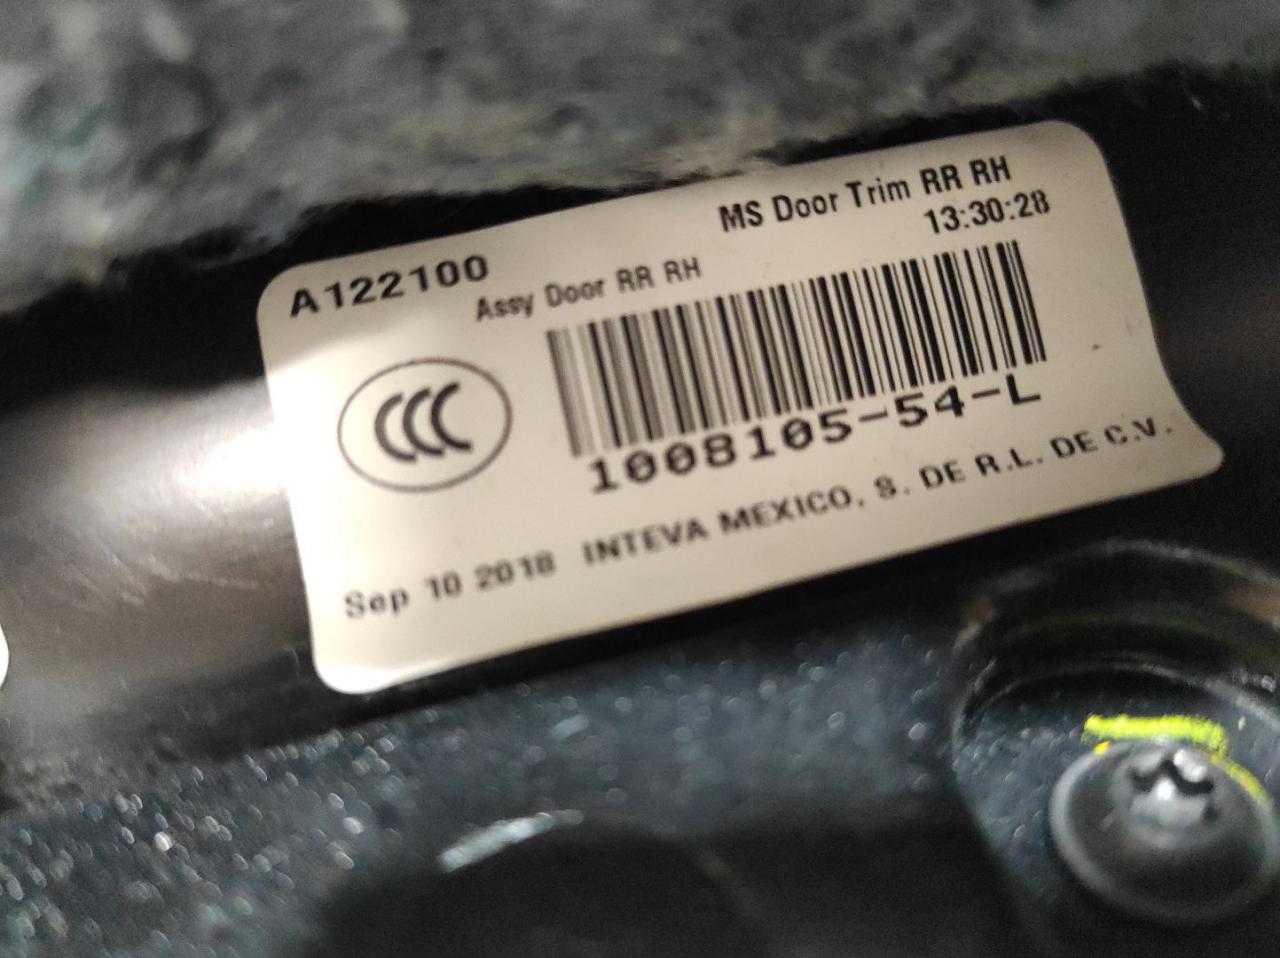 MS Door Trim RR RH
A122100
13:30:28
Assy Door RR RH
CCC
1008105-54-L
Sep 10 2018 INTEVA MEXICO, S. DE R.L. DE C.V.